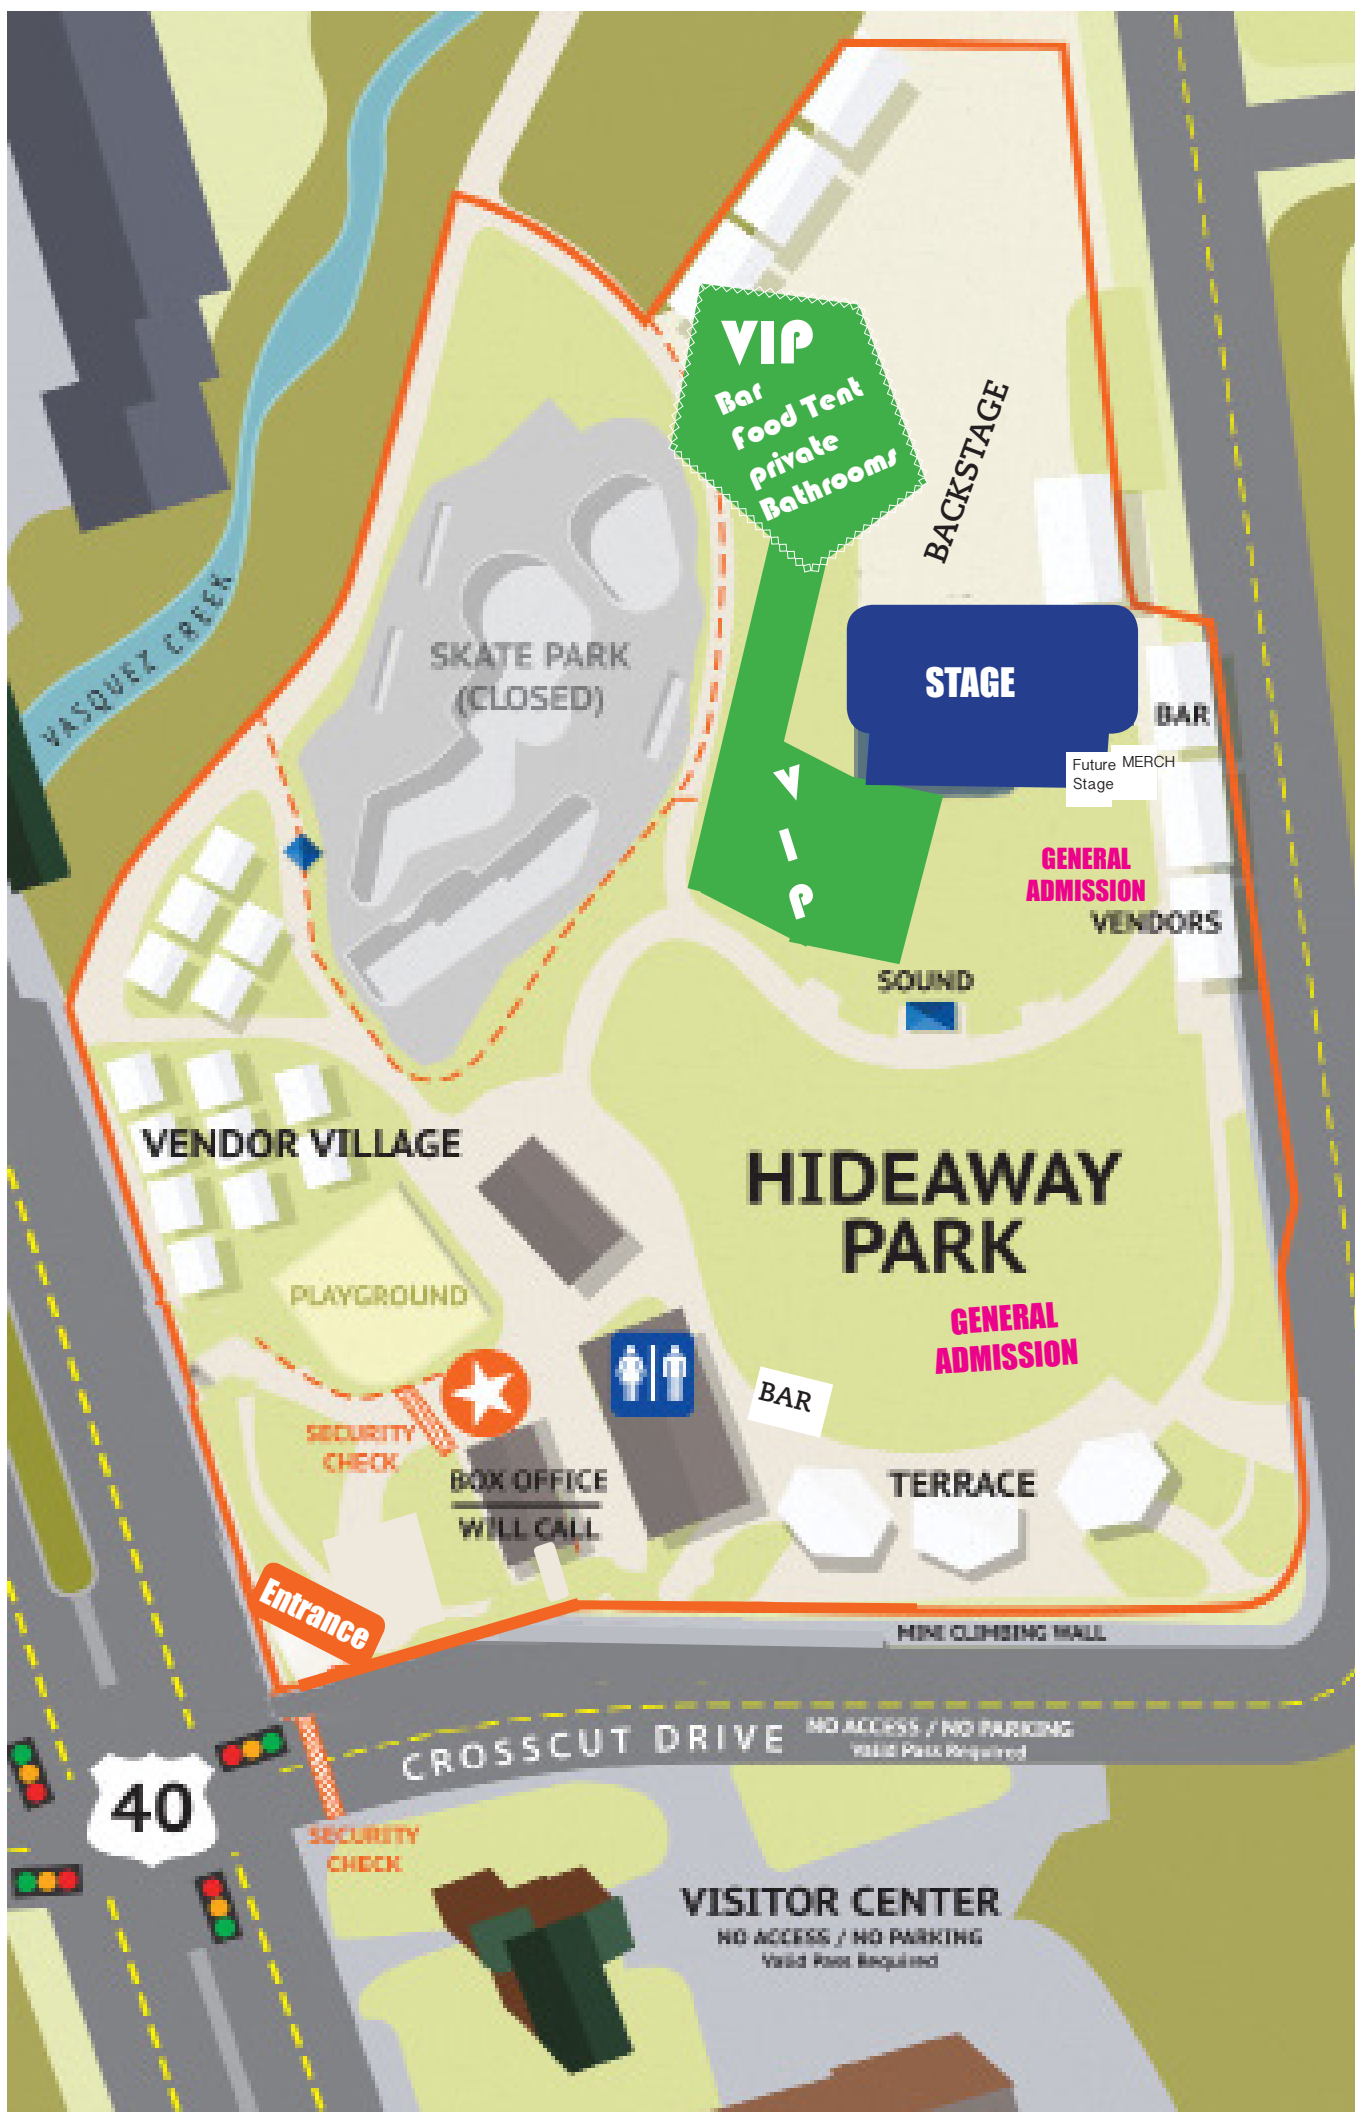 VIP
Bar
Food Tent
private
Bathrooms
BACKSTAGE
VASQUEZ CREEK
SKATE PARK
(CLOSED)
STAGE
BAR
Future
Stage
MERCH
VIP
GENERAL
ADMISSION
VENDORS
SOUND
VENDOR VILLAGE
HIDEAWAY
PARK
PLAYGROUND
GENERAL
ADMISSION
BAR
SECURITY
CHECK
BOX OFFICE
WILL CALL
TERRACE
Entrance
MINI CLIMBING WALL
CROSSCUT DRIVE
NO ACCESS / NO PARKING
Valid Pass Required
40
SECURITY
CHECK
VISITOR CENTER
NO ACCESS / NO PARKING
Valid Pass Required